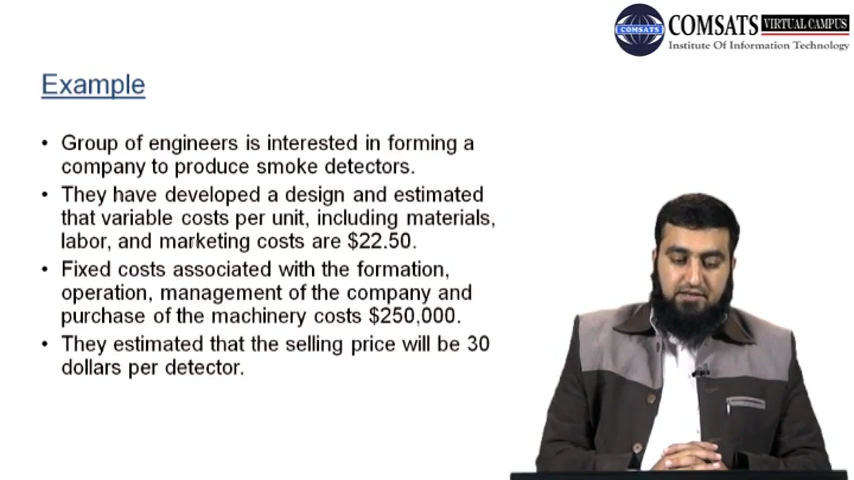 COMSATS VIRTUAL CAMPUS
COMSATS
Institute Of Information Technology
Example
• Group of engineers is interested in forming a
company to produce smoke detectors.
• They have developed a design and estimated
that variable costs per unit, including materials,
labor, and marketing costs are $22.50.
• Fixed costs associated with the formation,
operation, management of the company and
purchase of the machinery costs $250,000.
• They estimated that the selling price will be 30
dollars per detector.